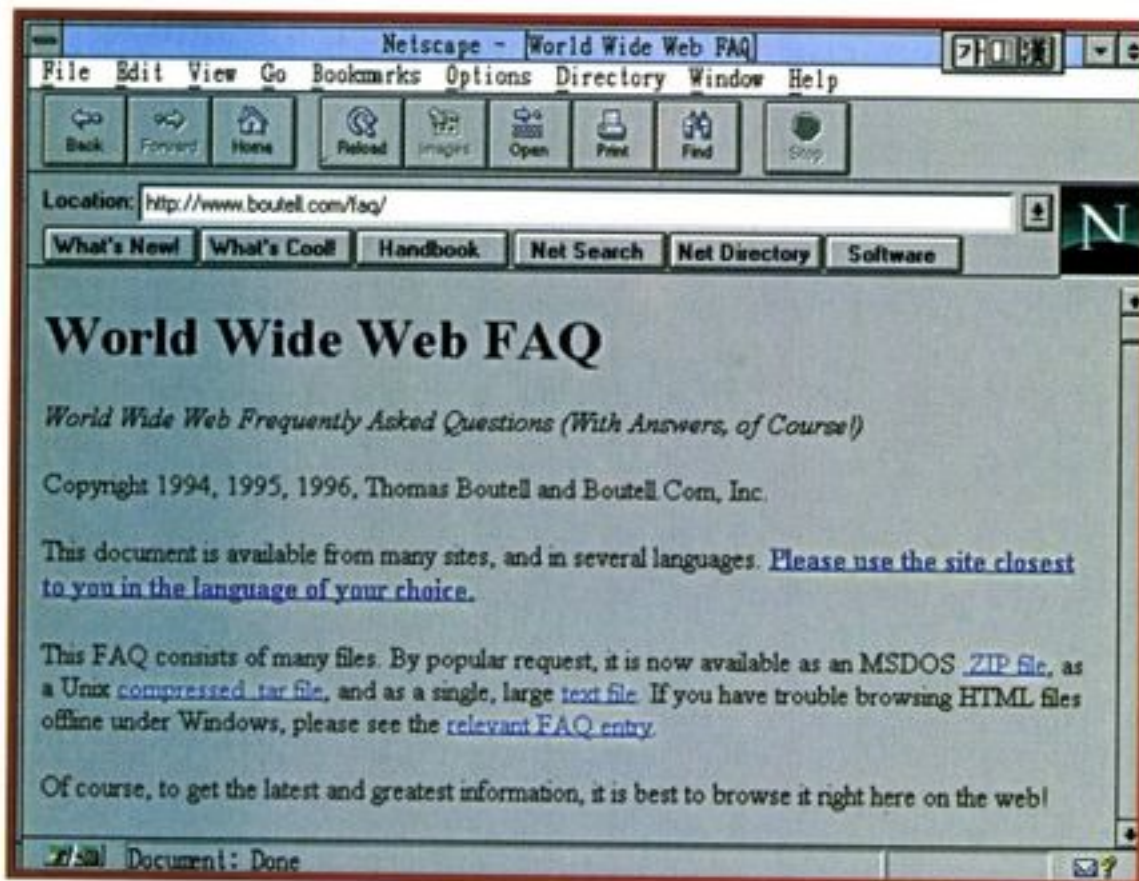 Netscape - [World Wide Web FAQ]
가 漢
File Edit View Go Bookmarks Options Directory Window Help
Back Forward Home Reload Images Open Print Find Stop
Location: http://www.boutell.com/faq/
N
What's New! What's Cool! Handbook Net Search Net Directory Software
World Wide Web FAQ
World Wide Web Frequently Asked Questions (With Answers, of Course!)
Copyright 1994, 1995, 1996, Thomas Boutell and Boutell.Com, Inc.
This document is available from many sites, and in several languages. Please use the site closest
to you in the language of your choice.
This FAQ consists of many files. By popular request, it is now available as an MSDOS .ZIP file, as
a Unix compressed .tar file, and as a single, large text file. If you have trouble browsing HTML files
offline under Windows, please see the relevant FAQ entry.
Of course, to get the latest and greatest information, it is best to browse it right here on the web!
Document: Done
?